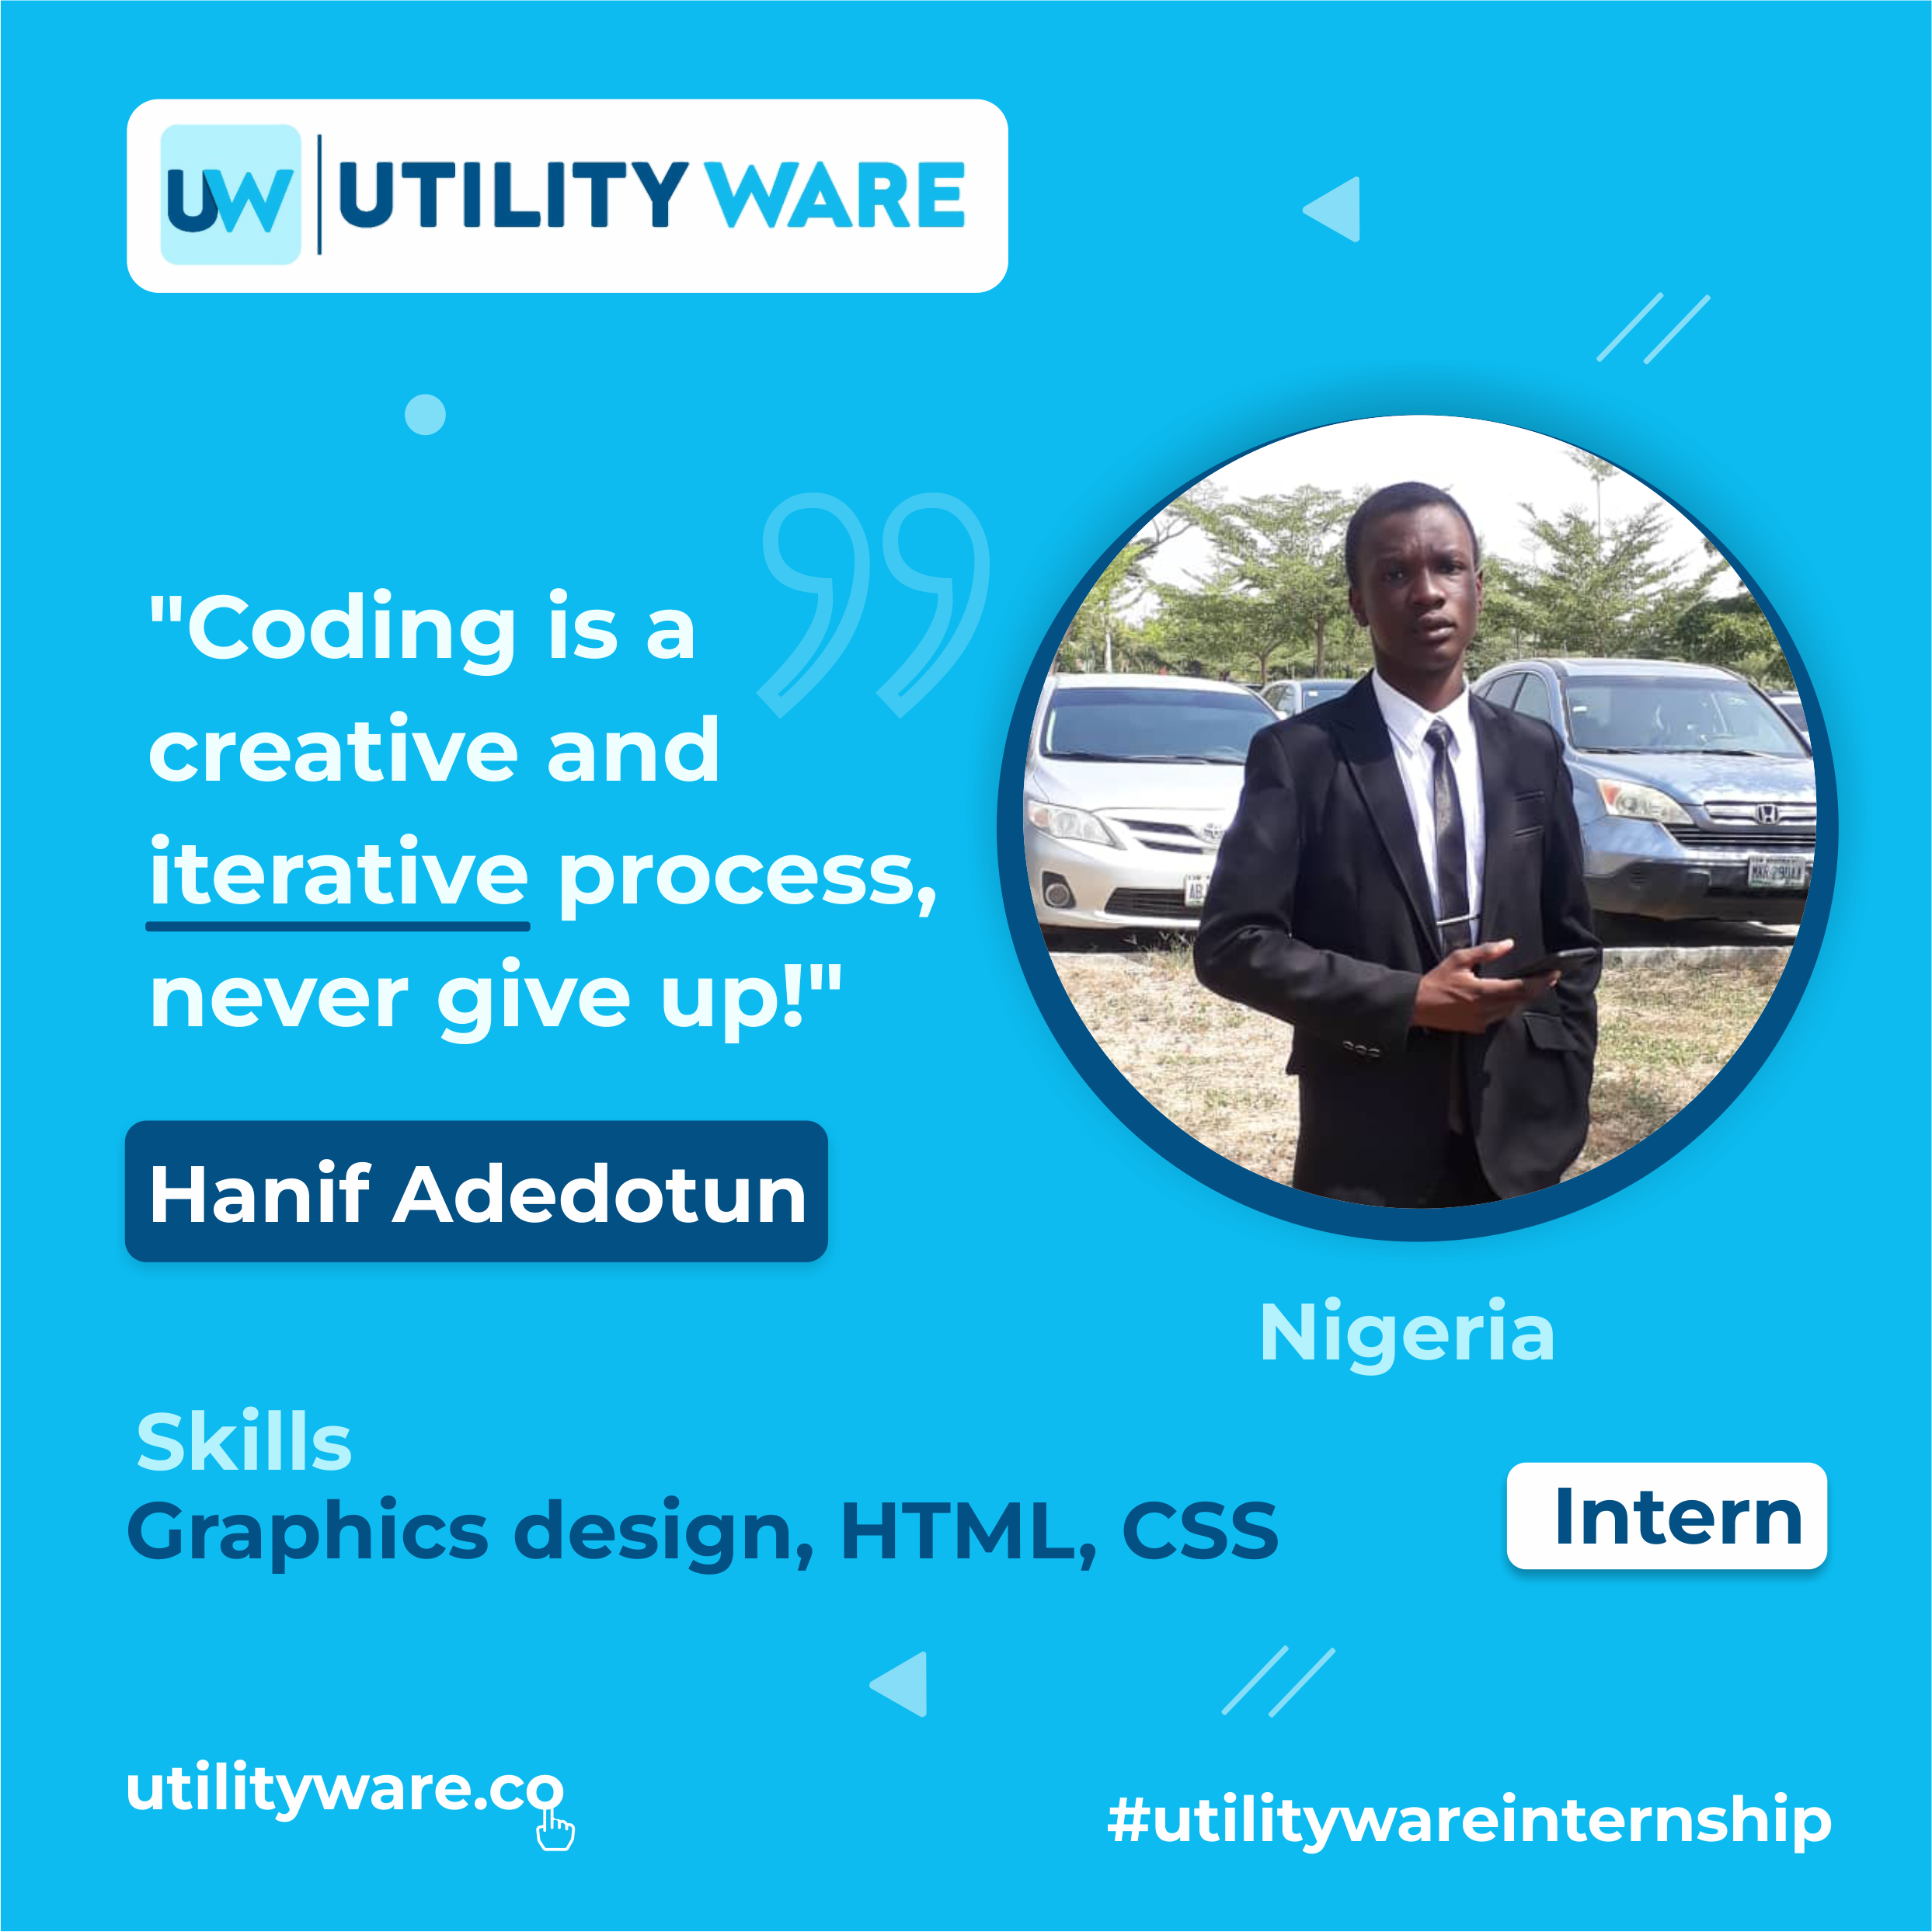 UW | UTILITY WARE
"Coding is a
creative and
iterative process,
never give up!"
Hanif Adedotun
Nigeria
Skills
Graphics design, HTML, CSS
Intern
utilityware.co
#utilitywareinternship